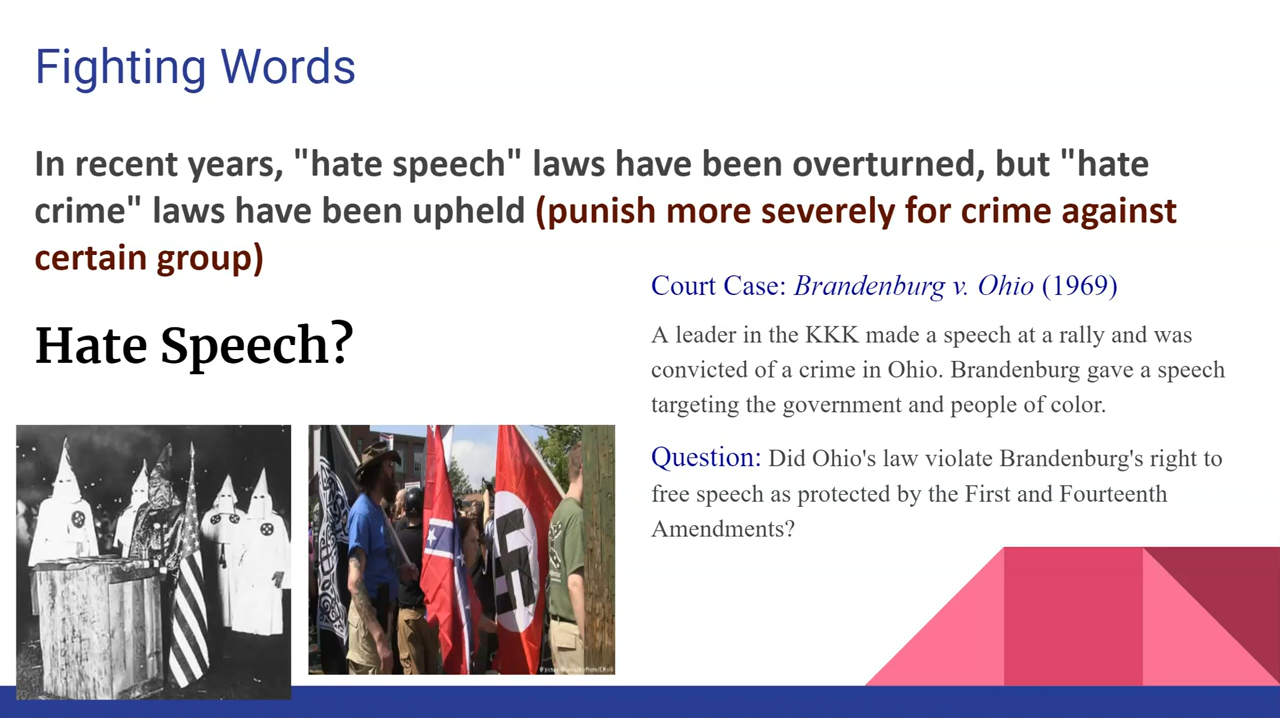 Fighting Words
In recent years, "hate speech" laws have been overturned, but "hate
crime" laws have been upheld (punish more severely for crime against
certain group)
Hate Speech?
Court Case: Brandenburg v. Ohio (1969)
A leader in the KKK made a speech at a rally and was
convicted of a crime in Ohio. Brandenburg gave a speech
targeting the government and people of color.
Question: Did Ohio's law violate Brandenburg's right to
free speech as protected by the First and Fourteenth
Amendments?